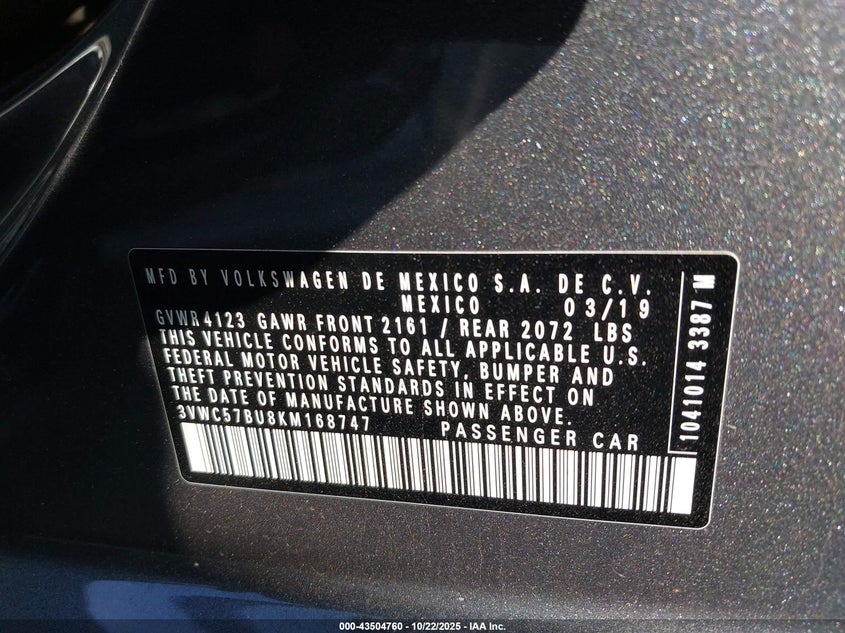 MFD BY VOLKSWAGEN DE MEXICO S.A. DE C.V.
MEXICO 03/19
GVWR 4123 GAWR FRONT 2161 / REAR 2072 LBS
THIS VEHICLE CONFORMS TO ALL APPLICABLE U.S.
FEDERAL MOTOR VEHICLE SAFETY, BUMPER AND
THEFT PREVENTION STANDARDS IN EFFECT ON
THE DATE OF MANUFACTURE SHOWN ABOVE.
3VWC57BU8KM168747 PASSENGER CAR
1041014 3387 M
000-43504760 - 10/22/2025 - IAA Inc.